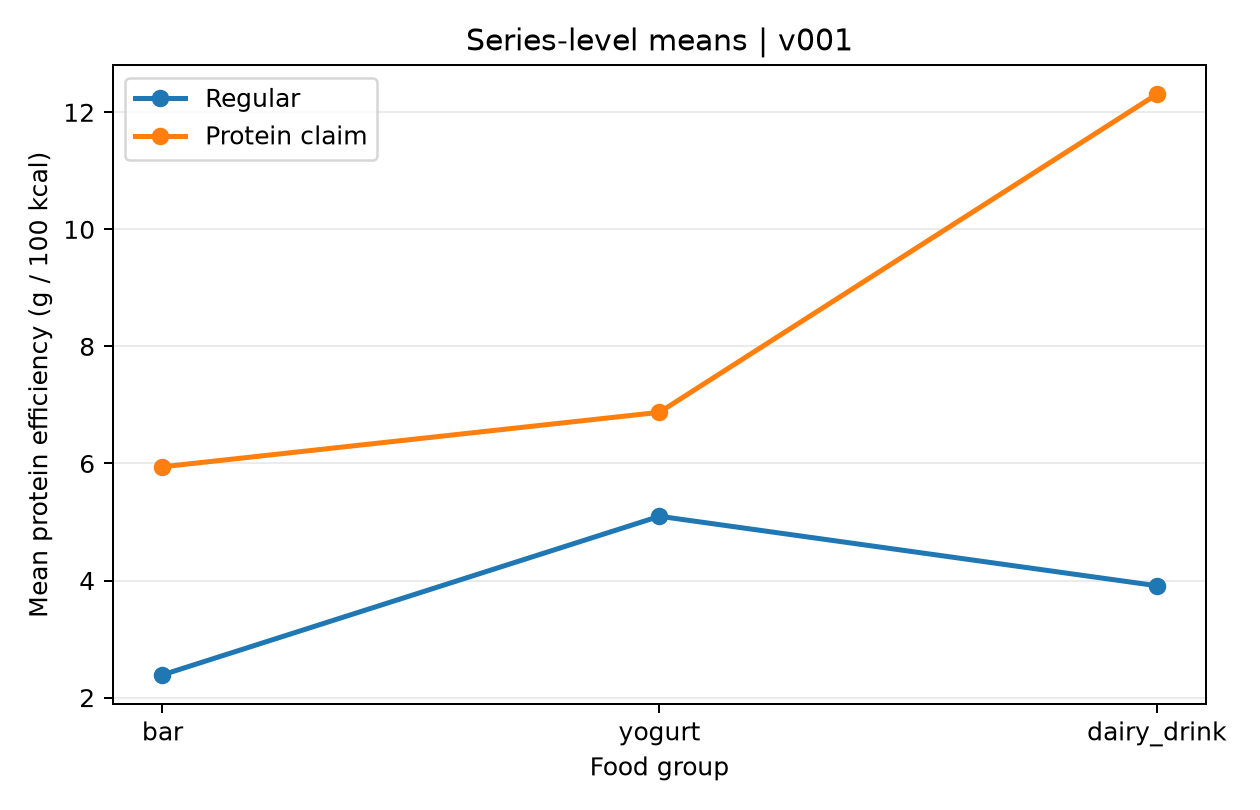 Series-level means | v001
Regular
Protein claim
Mean protein efficiency (g / 100 kcal)
12
10
8
6
4
2
bar
yogurt
dairy_drink
Food group